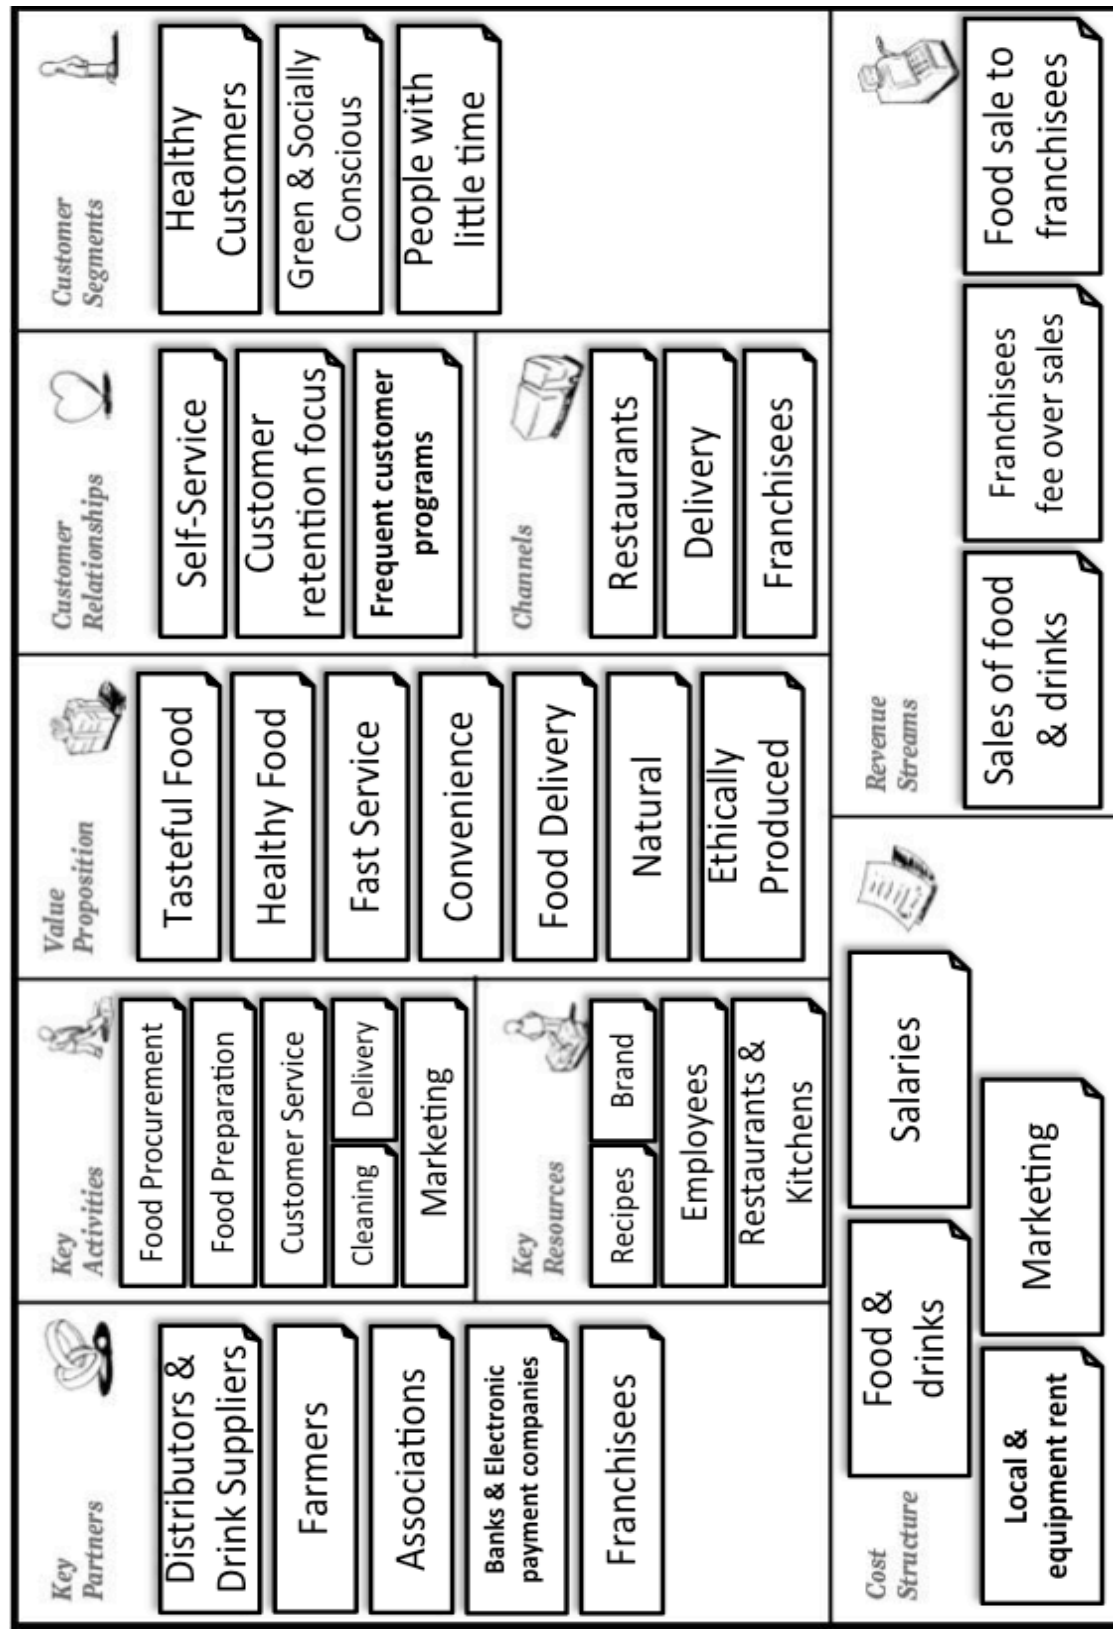 Key
Partners
Distributors &
Drink Suppliers
Farmers
Associations
Banks & Electronic
payment companies
Franchisees
Key
Activities
Food Procurement
Food Preparation
Customer Service
Cleaning
Delivery
Marketing
Key
Resources
Recipes
Brand
Employees
Restaurants &
Kitchens
Value
Proposition
Tasteful Food
Healthy Food
Fast Service
Convenience
Food Delivery
Natural
Ethically
Produced
Customer
Relationships
Self-Service
Customer
retention focus
Frequent customer
programs
Channels
Restaurants
Delivery
Franchisees
Customer
Segments
Healthy
Customers
Green & Socially
Conscious
People with
little time
Cost
Structure
Food &
drinks
Salaries
Local &
equipment rent
Marketing
Revenue
Streams
Sales of food
& drinks
Franchisees
fee over sales
Food sale to
franchisees